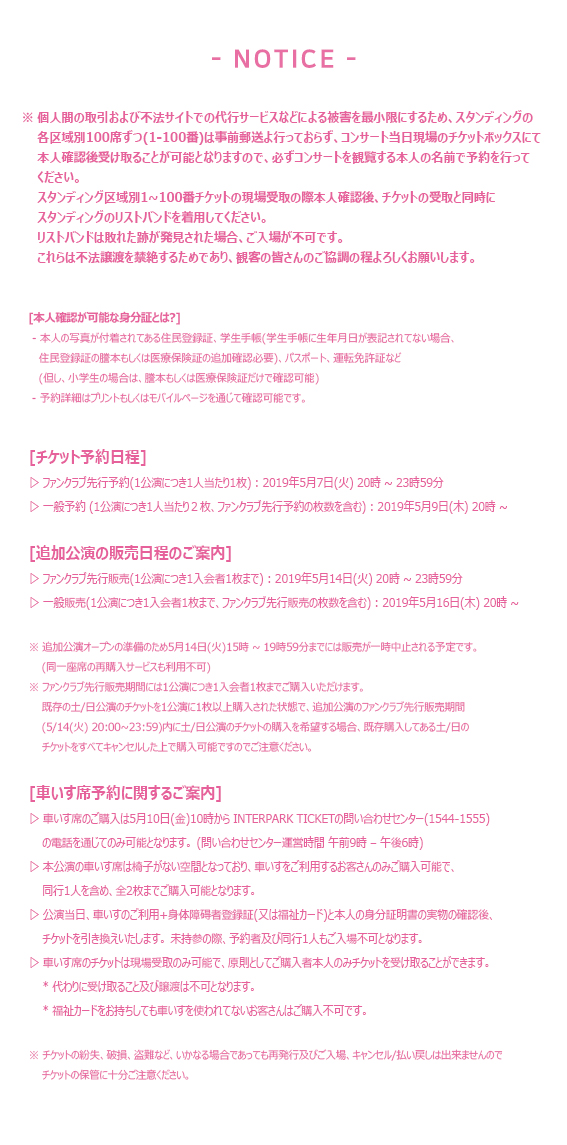 - NOTICE -
※ 個人間の取引および不法サイトでの代行サービスなどによる被害を最小限にするため、スタンディングの
各区域別100席ずつ(1-100番)は事前郵送よ行っておらず、コンサート当日現場のチケットボックスにて
本人確認後受け取ることが可能となりますので、必ずコンサートを観覧する本人の名前で予約を行って
ください。
スタンディング区域別1~100番チケットの現場受取の際本人確認後、チケットの受取と同時に
スタンディングのリストバンドを着用してください。
リストバンドは敗れた跡が発見された場合、ご入場が不可です。
これらは不法譲渡を禁絶するためであり、観客の皆さんのご協調の程よろしくお願いします。
[本人確認が可能な身分証とは?]
- 本人の写真が付着されてある住民登録証、学生手帳(学生手帳に生年月日が表記されてない場合、
住民登録証の謄本もしくは医療保険証の追加確認必要)、パスポート、運転免許証など
(但し、小学生の場合は、謄本もしくは医療保険証だけで確認可能)
- 予約詳細はプリントもしくはモバイルページを通じて確認可能です。
[チケット予約日程]
▷ ファンクラブ先行予約(1公演につき1人当たり1枚) : 2019年5月7日(火) 20時 ~ 23時59分
▷ 一般予約 (1公演につき1人当たり２枚、ファンクラブ先行予約の枚数を含む) : 2019年5月9日(木) 20時 ~
[追加公演の販売日程のご案内]
▷ ファンクラブ先行販売(1公演につき1入会者1枚まで) : 2019年5月14日(火) 20時 ~ 23時59分
▷ 一般販売(1公演につき1入会者1枚まで、ファンクラブ先行販売の枚数を含む) : 2019年5月16日(木) 20時 ~
※ 追加公演オープンの準備のため5月14日(火)15時 ~ 19時59分までには販売が一時中止される予定です。
(同一座席の再購入サービスも利用不可)
※ ファンクラブ先行販売期間には1公演につき1入会者1枚までご購入いただけます。
既存の土/日公演のチケットを1公演に1枚以上購入された状態で、追加公演のファンクラブ先行販売期間
(5/14(火) 20:00~23:59)内に土/日公演のチケットの購入を希望する場合、既存購入してある土/日の
チケットをすべてキャンセルした上で購入可能ですのでご注意ください。
[車いす席予約に関するご案内]
▷ 車いす席のご購入は5月10日(金)10時から INTERPARK TICKETの問い合わせセンター(1544-1555)
の電話を通じてのみ可能となります。 (問い合わせセンター運営時間 午前9時 – 午後6時)
▷ 本公演の車いす席は椅子がない空間となっており、車いすをご利用するお客さんのみご購入可能で、
同行1人を含め、全2枚までご購入可能となります。
▷ 公演当日、車いすのご利用+身体障碍者登録証(又は福祉カード)と本人の身分証明書の実物の確認後、
チケットを引き換えいたします。 未持参の際、予約者及び同行1人もご入場不可となります。
▷ 車いす席のチケットは現場受取のみ可能で、原則としてご購入者本人のみチケットを受け取ることができます。
* 代わりに受け取ること及び譲渡は不可となります。
* 福祉カードをお持ちしても車いすを使われてないお客さんはご購入不可です。
※ チケットの紛失、破損、盗難など、いかなる場合であっても再発行及びご入場、キャンセル/払い戻しは出来ませんので
チケットの保管に十分ご注意ください。